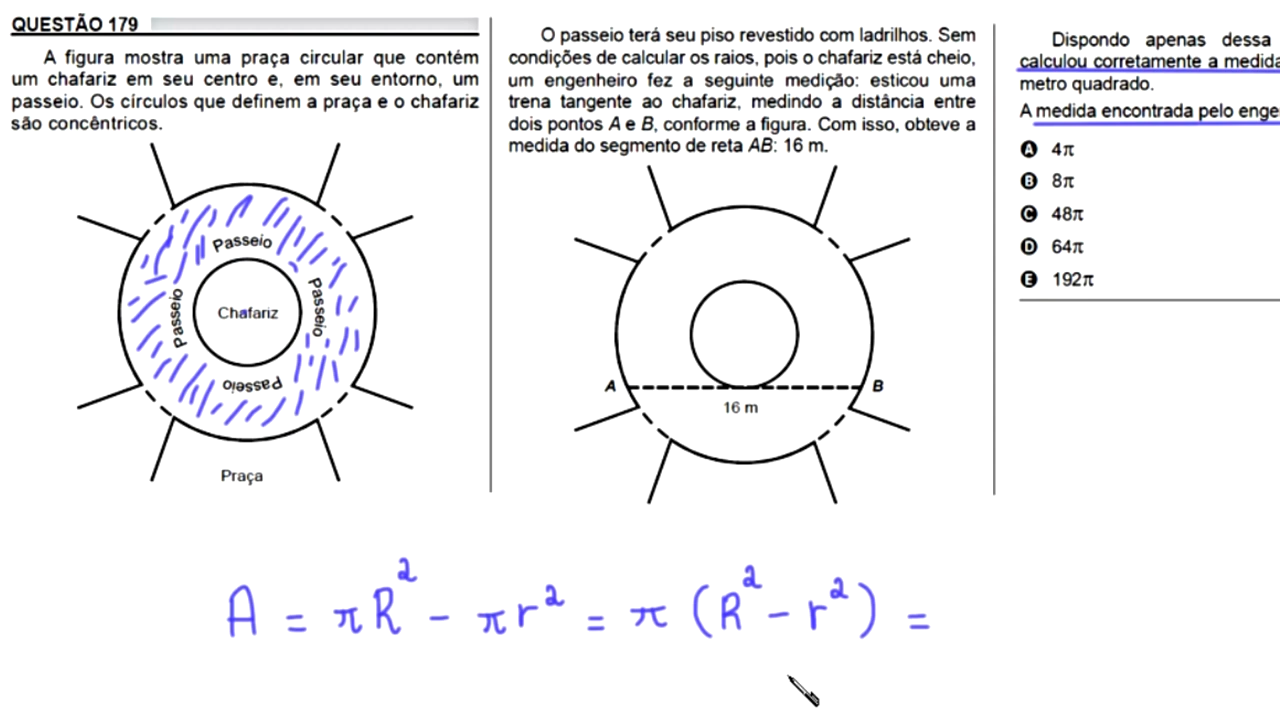 QUESTÃO 179
A figura mostra uma praça circular que contém
um chafariz em seu centro e, em seu entorno, um
passeio. Os círculos que definem a praça e o chafariz
são concêntricos.
Passeio
Passeio
Chafariz
Passeio
Passeio
Praça
O passeio terá seu piso revestido com ladrilhos. Sem
condições de calcular os raios, pois o chafariz está cheio,
um engenheiro fez a seguinte medição: esticou uma
trena tangente ao chafariz, medindo a distância entre
dois pontos A e B, conforme a figura. Com isso, obteve a
medida do segmento de reta AB: 16 m.
A
B
16 m
Dispondo apenas dessa
calculou corretamente a medida
metro quadrado.
A medida encontrada pelo enge
A 4π
B 8π
C 48π
D 64π
E 192π
A = πR² - πr² = π (R² - r²) =